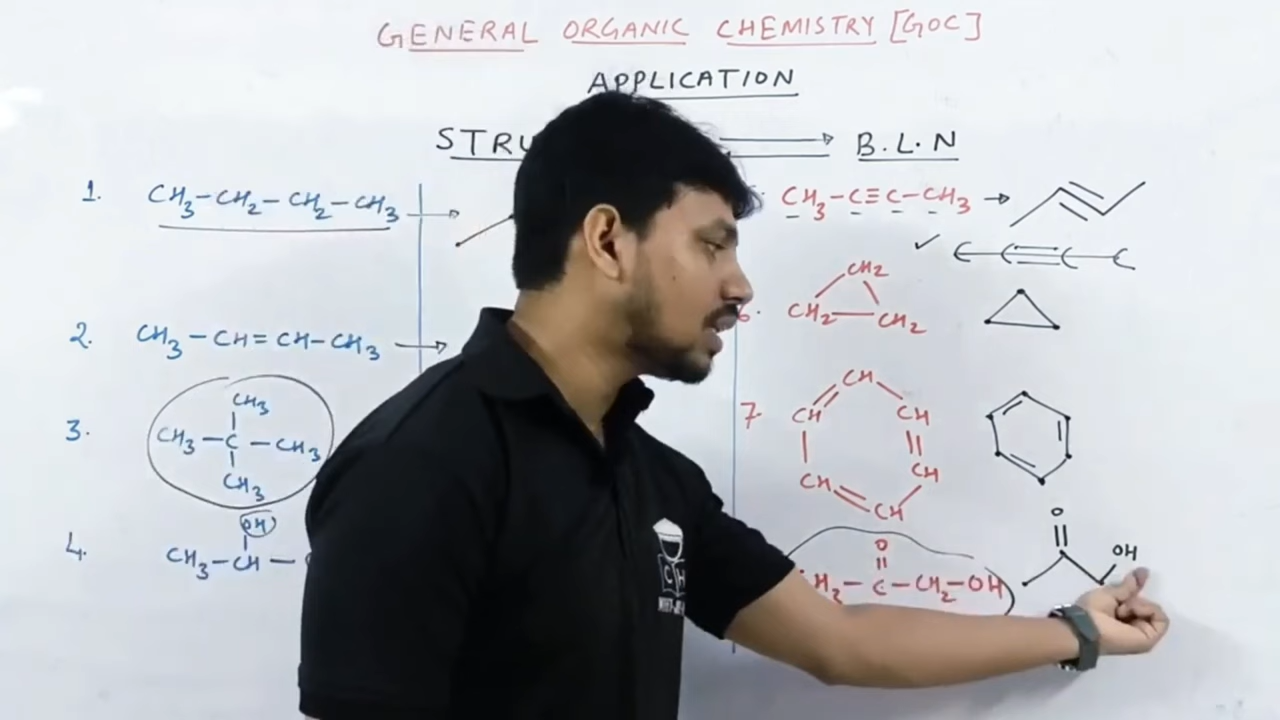 GENERAL ORGANIC CHEMISTRY [GOC]
APPLICATION
B.L.N
1. CH3-CH2-CH2-CH3
2. CH3-CH=CH-CH3
3.
CH3
CH3-C-CH3
CH3
4.
OH
CH3-CH-
CH3-C≡C-CH3
6.
CH2
CH2 CH2
7
CH
CH CH
CH CH
CH
O
-C-CH2-OH
O
OH